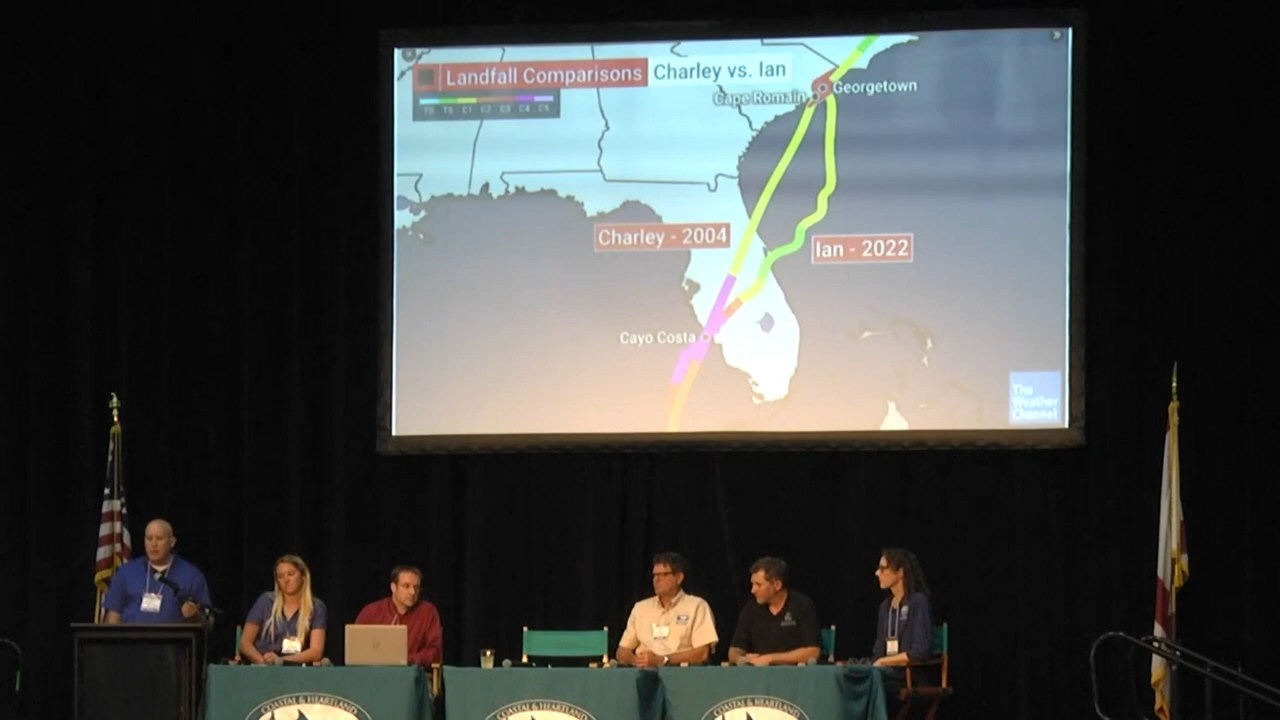 Landfall Comparisons Charley vs. Ian
TD TS C1 C2 C3 C4 C5
Cape Romain
Georgetown
Charley - 2004
Ian - 2022
Cayo Costa
The
Weather
Channel
COASTAL & HEARTLAND
COASTAL & HEARTLAND
COASTAL & HEARTLAND